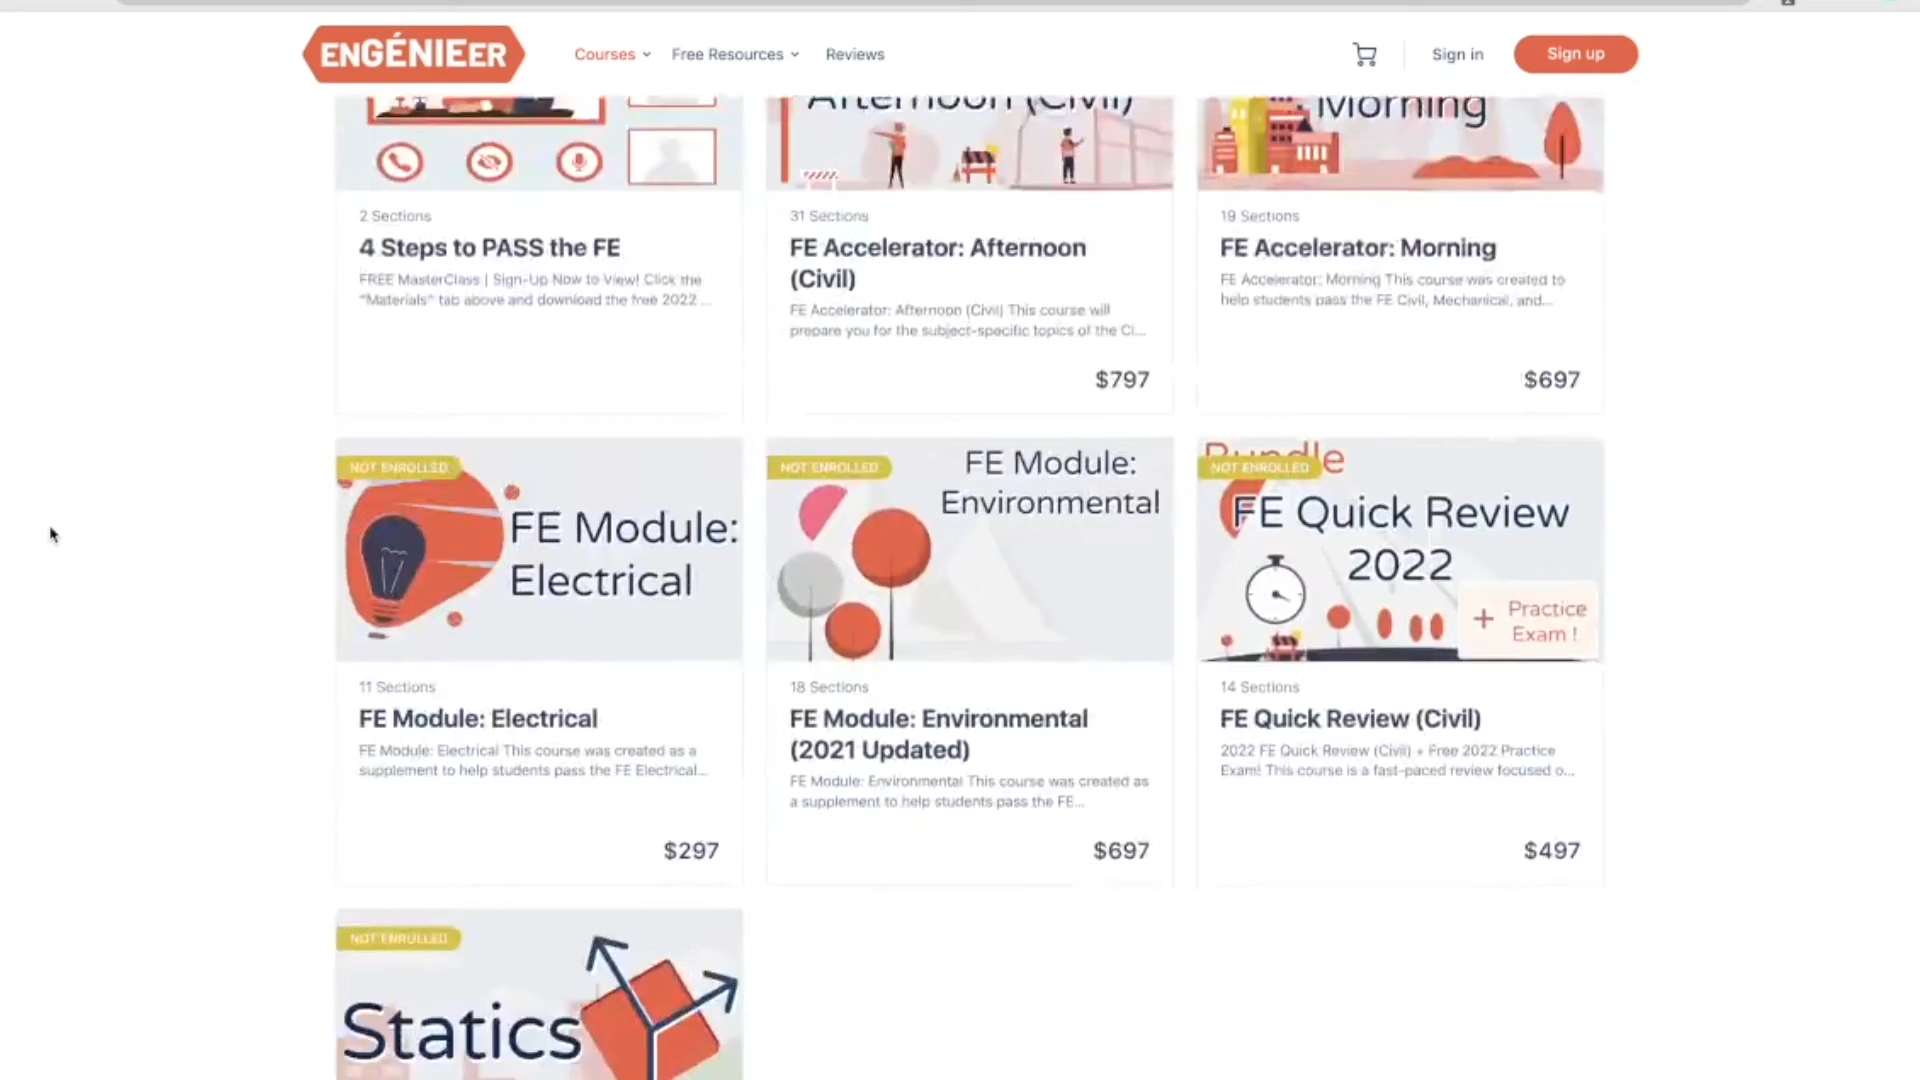 ENGÉNIEER
Courses
Free Resources
Reviews
Sign in
Sign up
Afternoon (Civil)
Morning
2 Sections
4 Steps to PASS the FE
FREE MasterClass | Sign-Up Now to View! Click the
"Materials" tab above and download the free 2022 ...
31 Sections
FE Accelerator: Afternoon
(Civil)
FE Accelerator: Afternoon (Civil) This course will
prepare you for the subject-specific topics of the Ci...
$797
19 Sections
FE Accelerator: Morning
FE Accelerator: Morning This course was created to
help students pass the FE Civil, Mechanical, and...
$697
NOT ENROLLED
FE Module:
Electrical
11 Sections
FE Module: Electrical
FE Module: Electrical This course was created as a
supplement to help students pass the FE Electrical...
$297
NOT ENROLLED
FE Module:
Environmental
18 Sections
FE Module: Environmental
(2021 Updated)
FE Module: Environmental This course was created as
a supplement to help students pass the FE...
$697
Bundle
NOT ENROLLED
FE Quick Review
2022
+ Practice
Exam !
14 Sections
FE Quick Review (Civil)
2022 FE Quick Review (Civil) + Free 2022 Practice
Exam! This course is a fast-paced review focused o...
$497
NOT ENROLLED
Statics